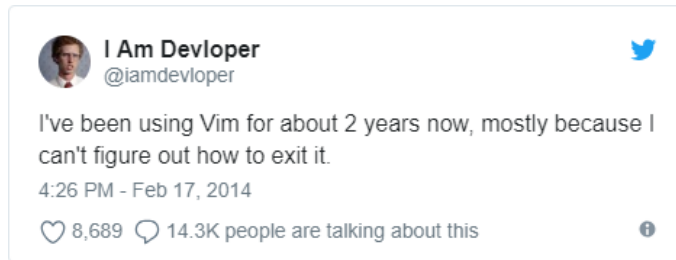 I Am Devloper
@iamdevloper
I've been using Vim for about 2 years now, mostly because I
can't figure out how to exit it.
4:26 PM - Feb 17, 2014
8,689 14.3K people are talking about this